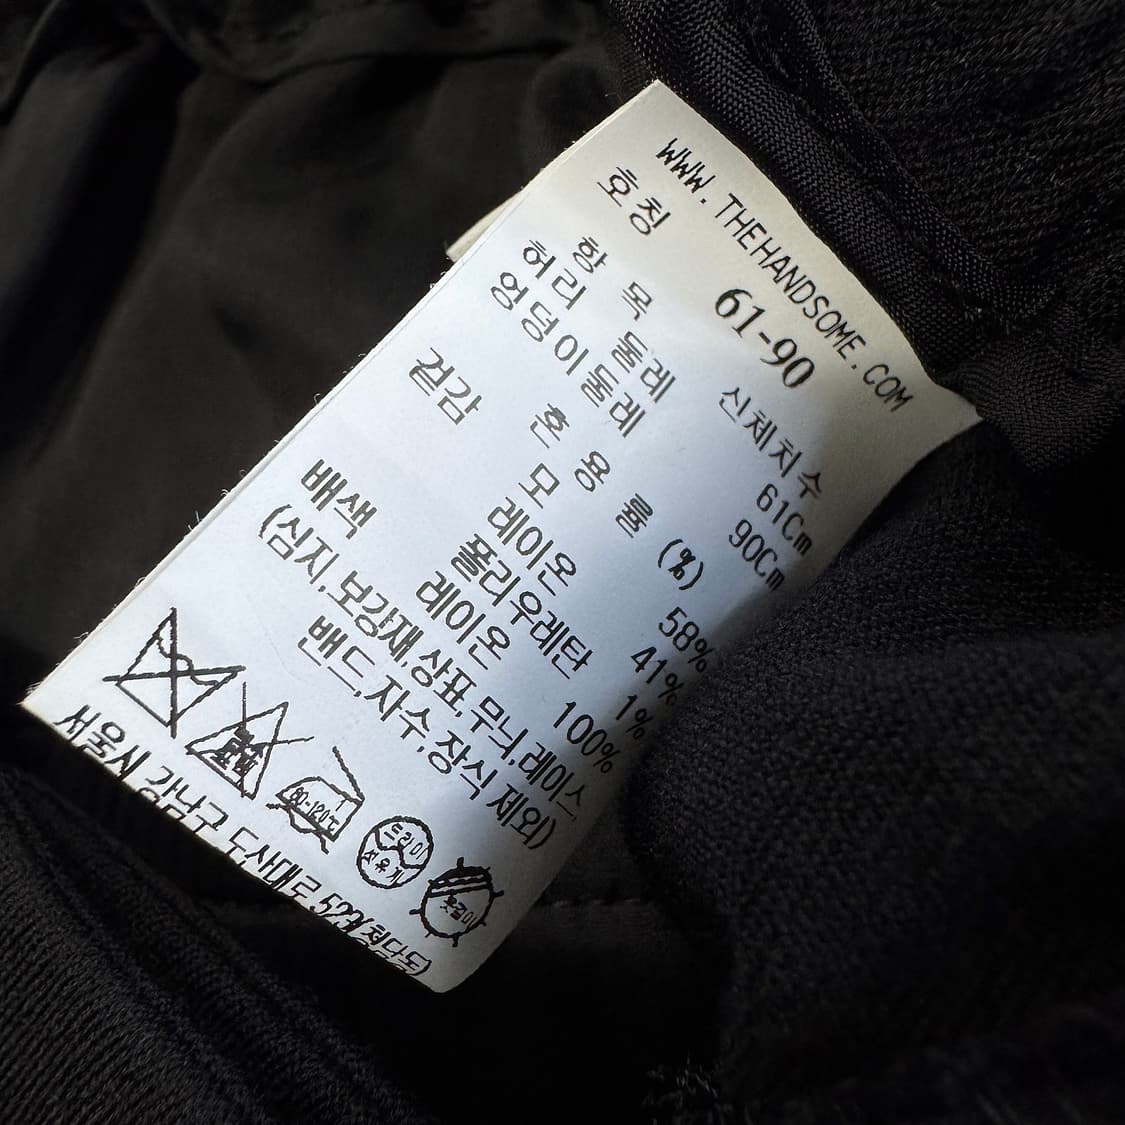 WWW.THEHANDSOME.COM
호칭 61-90
항 목 신체치수
허리 둘레 61Cm
엉덩이둘레 90Cm
혼 용 률 (%)
겉감 모 58%
레이온 41%
폴리우레탄 1%
배색 레이온 100%
(심지,보강재,상표,무늬,레이스,
밴드,자수,장식 제외)
80-120℃
드라이
석유계
옷걸이
서울시 강남구 도산대로 523(청담동)